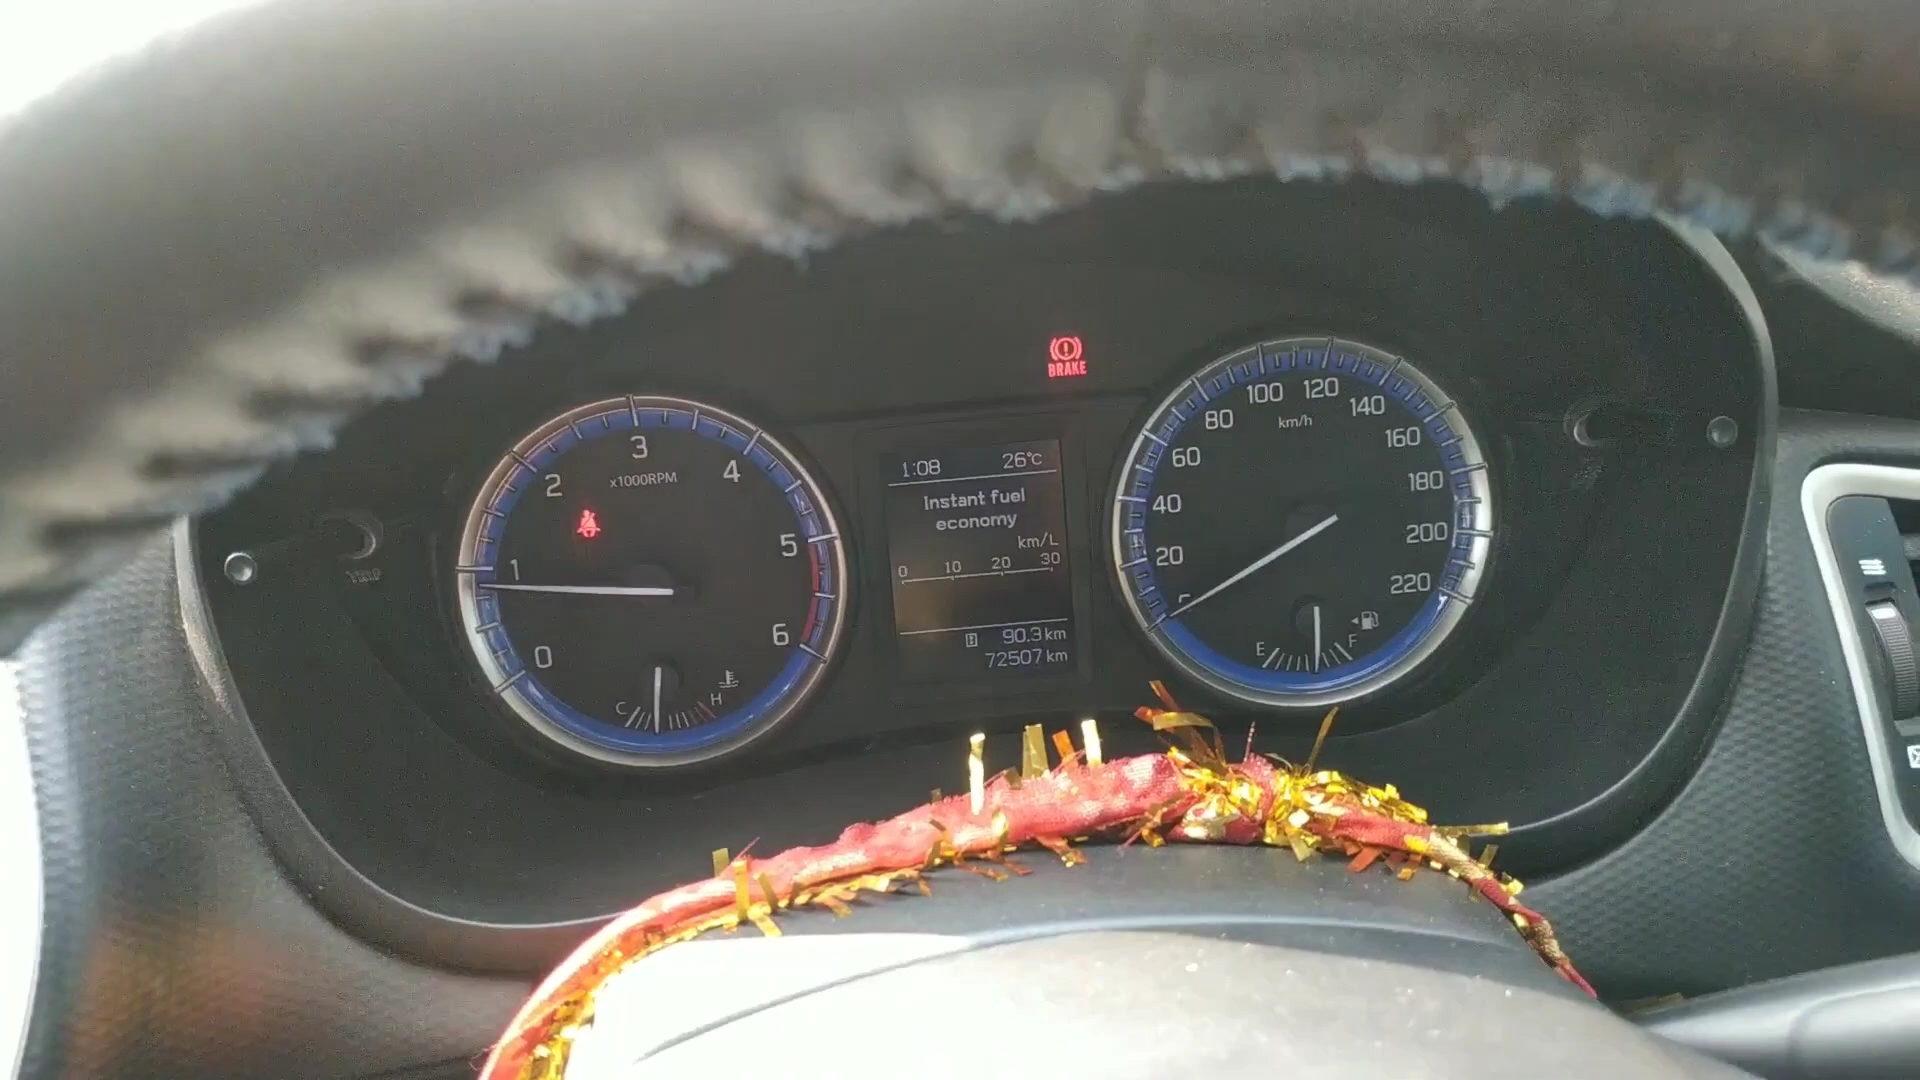 BRAKE
3
2
4
x1000RPM
1
5
0
6
C
H
1:08
26°C
Instant fuel
economy
km/L
0 10 20 30
B 90.3 km
72507 km
100
120
80
140
km/h
60
160
40
180
20
200
220
E
F
TRIP